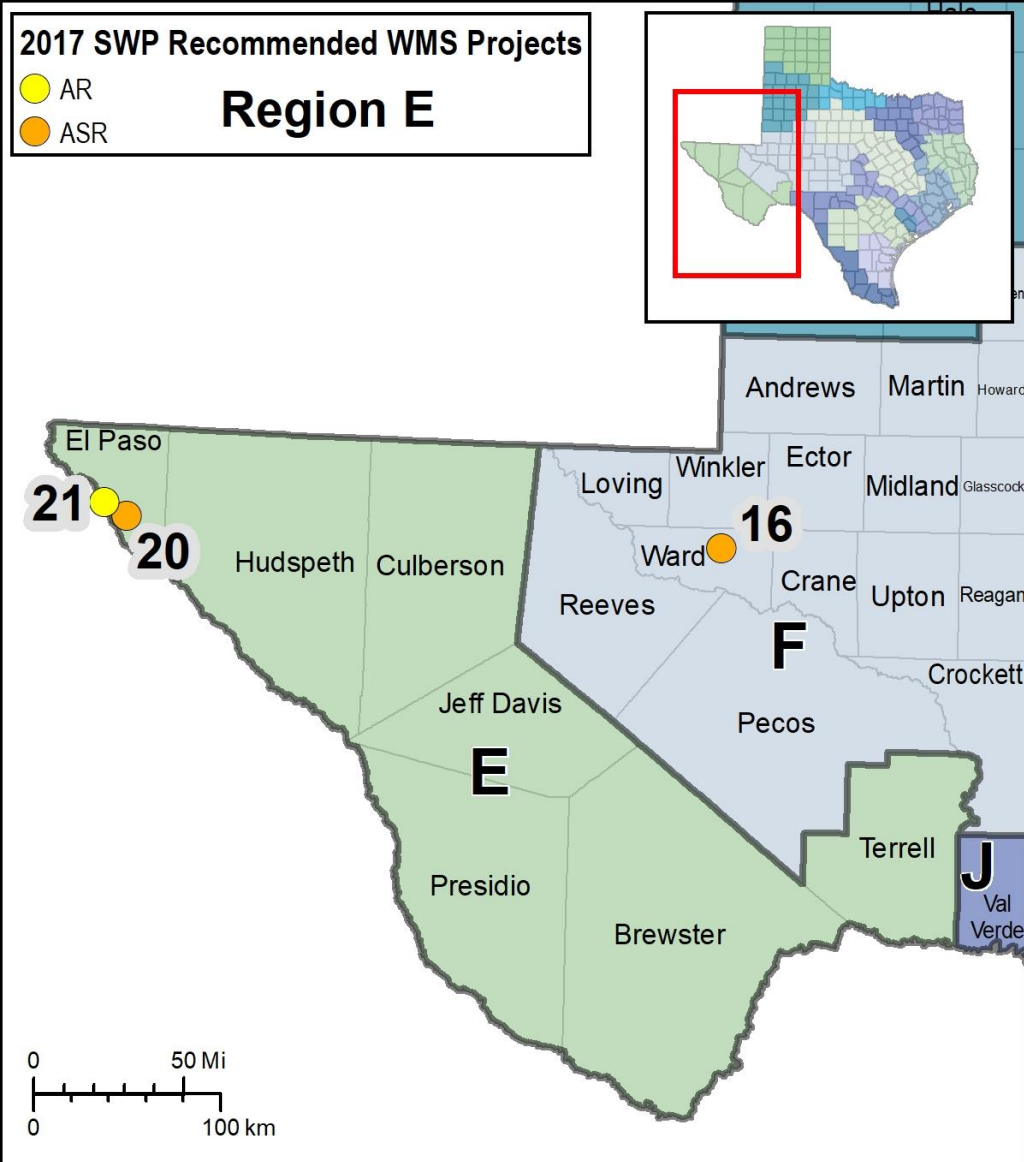 2017 SWP Recommended WMS Projects
AR
Region E
ASR
Andrews
Martin
Howard
El Paso
Loving
Winkler
Ector
Midland
Glasscock
21
20
16
Hudspeth
Culberson
Ward
Reeves
Crane
Upton
Reagan
F
Crockett
Jeff Davis
Pecos
E
Terrell
J
Presidio
Val
Verde
Brewster
0
50 Mi
0
100 km